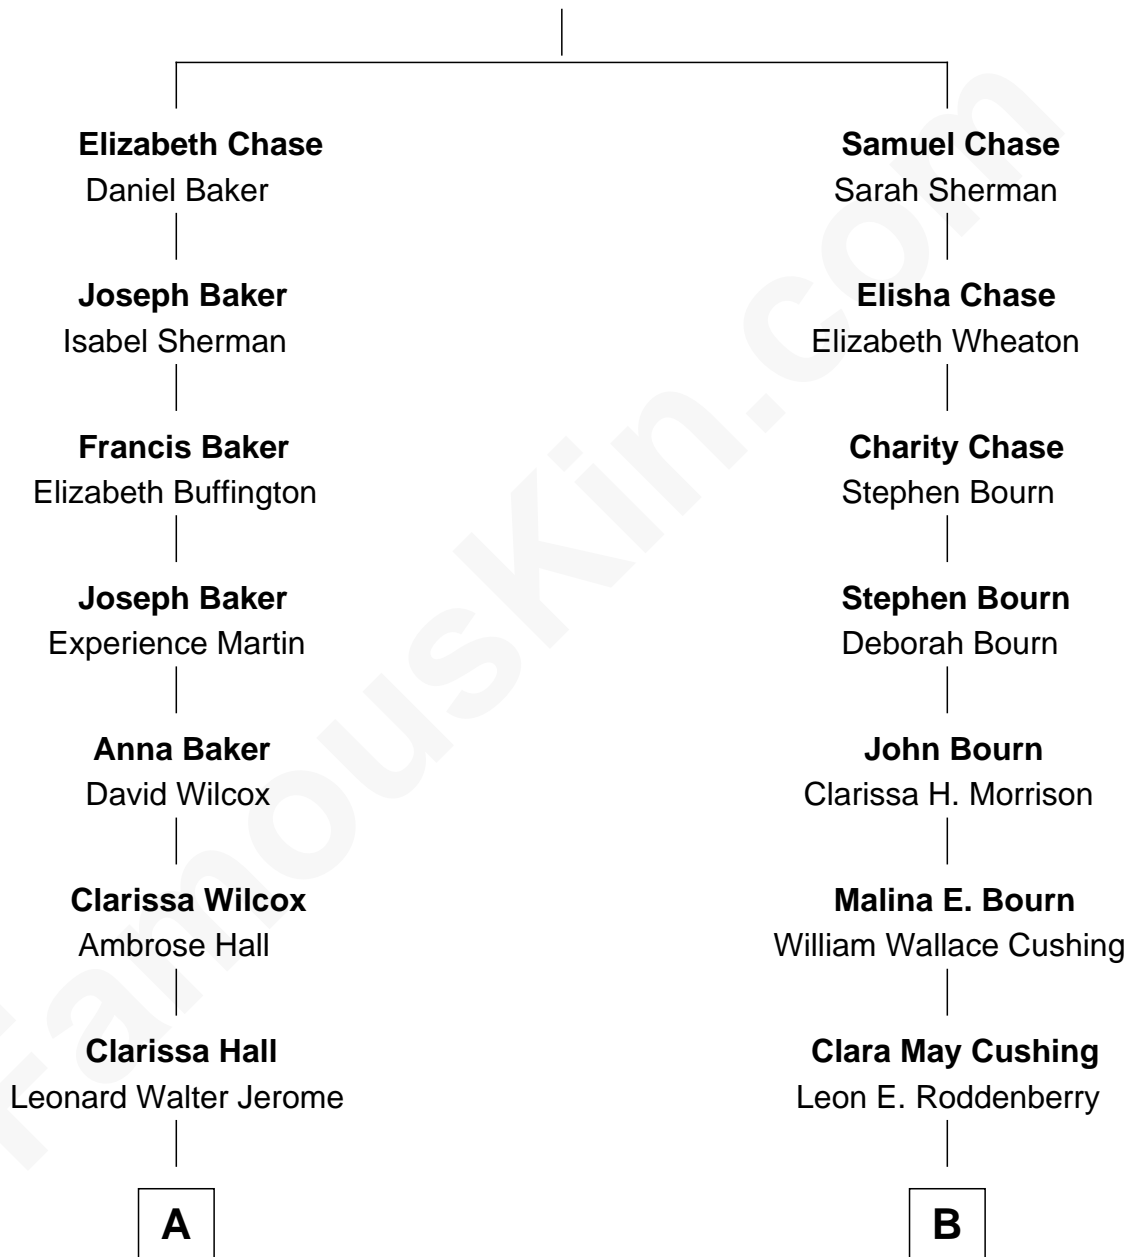 Elizabeth Chase
Daniel Baker
Joseph Baker
Isabel Sherman
Francis Baker
Elizabeth Buffington
Joseph Baker
Experience Martin
Anna Baker
David Wilcox
Clarissa Wilcox
Ambrose Hall
Clarissa Hall
Leonard Walter Jerome
A
Samuel Chase
Sarah Sherman
Elisha Chase
Elizabeth Wheaton
Charity Chase
Stephen Bourn
Stephen Bourn
Deborah Bourn
John Bourn
Clarissa H. Morrison
Malina E. Bourn
William Wallace Cushing
Clara May Cushing
Leon E. Roddenberry
B
FamousKin.com